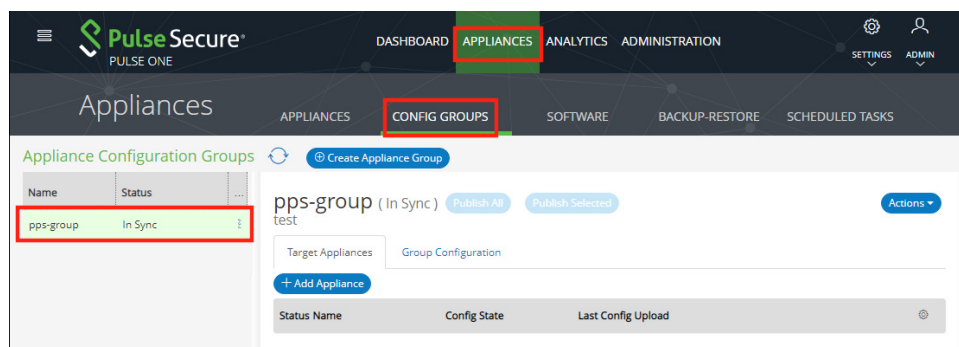 Pulse Secure®
PULSE ONE
DASHBOARD APPLIANCES ANALYTICS ADMINISTRATION
SETTINGS ADMIN
Appliances
APPLIANCES CONFIG GROUPS SOFTWARE BACKUP-RESTORE SCHEDULED TASKS
Appliance Configuration Groups
Create Appliance Group
Name Status ...
pps-group In Sync
pps-group ( In Sync ) Publish All Publish Selected Actions
test
Target Appliances Group Configuration
+ Add Appliance
Status Name Config State Last Config Upload